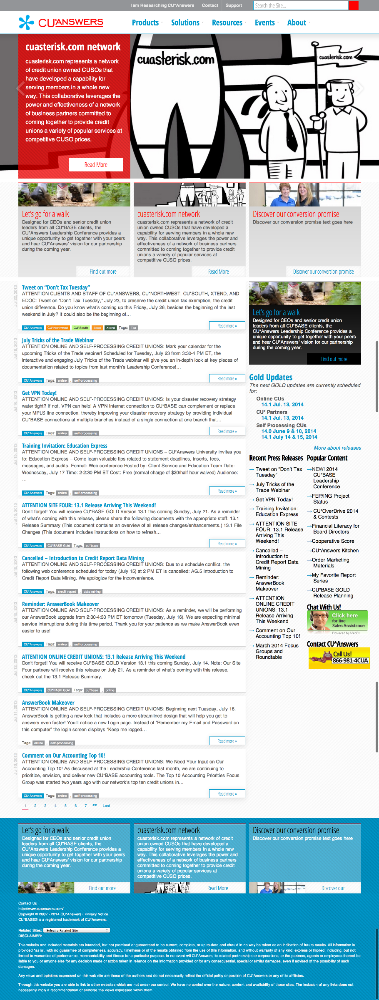 I am Researching CU*Answers
Contact
Support
Search the Site...
CU*ANSWERS
Products
Solutions
Resources
Events
About
cuasterisk.com network
cuasterisk.com represents a network
of credit union owned CUSOs that
have developed a capability for
serving members in a whole new
way. This collaborative leverages the
power and effectiveness of a network
of business partners committed to
coming together to provide credit
unions a variety of popular services at
competitive CUSO prices.
Read More
cuasterisk.com
cuasterisk.com
Let's go for a walk
Designed for CEOs and senior credit union
leaders from all CU*BASE clients, the
CU*Answers Leadership Conference provides a
unique opportunity to get together with your peers
and hear CU*Answers' vision for our partnership
during the coming year.
Find out more
cuasterisk.com
cuasterisk.com network
cuasterisk.com represents a network of credit
union owned CUSOs that have developed a
capability for serving members in a whole new
way. This collaborative leverages the power and
effectiveness of a network of business partners
committed to coming together to provide credit
unions a variety of popular services at
competitive CUSO prices.
Read More
Discover our conversion promise
Discover our conversion promise text goes here
Discover our conversion promise
Jul 22, 2013
Tweet on “Don’t Tax Tuesday”
ATTENTION CLIENTS AND STAFF OF CU*ANSWERS, CU*NORTHWEST, CU*SOUTH, XTEND, AND
EDOC: Tweet on “Don’t Tax Tuesday,” July 23, to preserve the credit union tax exemption, the credit
union difference. Do you know what’s coming up this Friday, July 26, besides the beginning of the last
weekend in July? It could also be the beginning of…
CU*Answers CU*Northwest CU*South Edoc Xtend Tags: Tax
Read more »
Jul 16, 2013
July Tricks of the Trade Webinar
ATTENTION ONLINE AND SELF-PROCESSING CREDIT UNIONS: Mark your calendar for the
upcoming Tricks of the Trade webinar! Scheduled for Tuesday, July 23 from 3:30-4 PM ET, the
interactive and engaging July Tricks of the Trade webinar will give you an in-depth look at key pieces of
documentation related to topics from last month’s Leadership Conference!…
CU*Answers Tags: online , self-processing
Read more »
Jul 16, 2013
Get VPN Today!
ATTENTION ONLINE AND SELF-PROCESSING CREDIT UNIONS: Is your disaster recovery strategy
water tight? If not, VPN can help! A VPN Internet connection to CU*BASE can complement or replace
your MPLS line connection, thereby improving your disaster recovery strategy by providing individual
CU*BASE connections at multiple branches instead of a single connection at one branch that…
CU*Answers Tags: online , self-processing
Read more »
Jul 15, 2013
Training Invitation: Education Express
ATTENTION ONLINE AND SELF-PROCESSING CREDIT UNIONS – CU*Answers University invites you
to: Education Express – Come learn valuable tips related to statement deadlines, inserts, fees,
messages, and audits. Format: Web conference Hosted by: Client Service and Education Team Date:
Wednesday, July 17 Time: 2-2:30 PM ET Cost: Free (normal charge of $20/half hour waived) Audience:
…
CU*Answers Tags: online , self-processing
Read more »
Jul 15, 2013
ATTENTION SITE FOUR: 13.1 Release Arriving This Weekend!
Don’t forget! You will receive CU*BASE GOLD Version 13.1 this coming Sunday, July 21. As a reminder
of what’s coming with this release, please share the following documents with the appropriate staff: 13.1
Release Summary (This document contains an overview of all release changes/enhancements.) 13.1 File
Changes (This document includes instructions on how to refresh…
CU*Answers CU*BASE Gold Tags: cu*base
Read more »
Jul 15, 2013
Cancelled – Introduction to Credit Report Data Mining
ATTENTION ONLINE AND SELF-PROCESSING CREDIT UNIONS: Due to a schedule conflict, the
following web conference scheduled for today (July 15) at 2 PM ET is cancelled: AG.5 Introduction to
Credit Report Data Mining. We apologize for the inconvenience.
CU*Answers Tags: credit report , data mining
Jul 15, 2013
Reminder: AnswerBook Makeover
ATTENTION ONLINE AND SELF-PROCESSING CREDIT UNIONS: As a reminder, we will be performing
our AnswerBook upgrade from 2:30-4:30 PM ET tomorrow (Tuesday, July 16). We are expecting minimal
service interruptions during this time period. Thank you for your patience as we make AnswerBook even
easier to use!
CU*Answers Tags: online , self-processing
Jul 12, 2013
ATTENTION ONLINE CREDIT UNIONS: 13.1 Release Arriving This Weekend
Don’t forget! You will receive CU*BASE GOLD Version 13.1 this coming Sunday, July 14. Note: Our Site
Four partners will receive this release on July 21. As a reminder of what’s coming with this release,
check out the 13.1 Release Summary.
CU*Answers CU*BASE Gold Tags: cu*base , online
Jul 11, 2013
AnswerBook Makeover
ATTENTION ONLINE AND SELF-PROCESSING CREDIT UNIONS: Beginning next Tuesday, July 16,
AnswerBook is getting a new look that includes a more streamlined design that will help you get to
answers even faster! You’ll notice a new Login page. Instead of “Remember my Email and Password on
this computer” the login screen displays “Keep me logged…
Tags: online , self-processing
Read more »
Jul 10, 2013
Comment on Our Accounting Top 10!
ATTENTION ONLINE AND SELF-PROCESSING CREDIT UNIONS: We Need Your Input on Our
Accounting Top 10! As discussed at the Leadership Conference last month, we are continuing to
prioritize, envision, and deliver new CU*BASE accounting tools. The Top 10 Accounting Priorities Focus
Group was started two years ago with our network’s top ten credit unions in…
CU*Answers Tags: online , self-processing
Read more »
1 2 3 4 5 6 7 >> Last
Let's go for a walk
Designed for CEOs and senior credit union
leaders from all CU*BASE clients, the
CU*Answers Leadership Conference provides a
unique opportunity to get together with your peers
and hear CU*Answers' vision for our partnership
during the coming year.
Find out more
Gold Updates
The next GOLD updates are currently scheduled
for:
Online CUs
14.1 Jul. 13, 2014
CU* Partners
14.1 Jul. 13, 2014
Self Processing CUs
14.0 June 9 & 10, 2014
14.1 July 14 & 15, 2014
More about releases
Recent Press Releases
→ Tweet on “Don’t Tax
Tuesday”
→ July Tricks of the
Trade Webinar
→ Get VPN Today!
→ Training Invitation:
Education Express
→ ATTENTION SITE
FOUR: 13.1 Release
Arriving This
Weekend!
→ Cancelled –
Introduction to
Credit Report Data
Mining
→ Reminder:
AnswerBook
Makeover
→ ATTENTION
ONLINE CREDIT
UNIONS: 13.1
Release Arriving
This Weekend
→ Comment on Our
Accounting Top 10!
→ March 2014 Focus
Groups and
Roundtable
Popular Content
→NEW! 2014
CU*BASE
Leadership
Conference
→FEP/ING Project
Status
→ CU*OverDrive 2014
& Contests
→Financial Literacy for
Board Directors
→Cooperative Score
→CU*Answers Kitchen
→Order Marketing
Materials
→My Favorite Report
Series
→CU*BASE GOLD
Release Planning
Chat With Us!
Click here
for live
Sales Assistance
Powered by WebEx
Contact CU*Answers
Call Us!
866-981-4CUA
Let's go for a walk
Designed for CEOs and senior credit union
leaders from all CU*BASE clients, the
CU*Answers Leadership Conference provides a
unique opportunity to get together with your peers
and hear CU*Answers' vision for our partnership
during the coming year.
Find out more
cuasterisk.com network
cuasterisk.com represents a network of credit
union owned CUSOs that have developed a
capability for serving members in a whole new
way. This collaborative leverages the power and
effectiveness of a network of business partners
committed to coming together to provide credit
unions a variety of popular services at
competitive CUSO prices.
Read More
Discover our conversion promise
Discover our conversion promise text goes here
Discover our
Contact Us
http://www.cuanswers.com/
Copyright © 2002 - 2014 CU*Answers • Privacy Notice
CU*BASE® is a registered trademark of CU*Answers.
Related Sites: Select a Related Site
DISCLAIMER:
This website and included materials are intended, but not promised or guaranteed to be current, complete, or up-to-date and should in no way be taken as an indication of future results. All information is
provided "as is", with no guarantee of completeness, accuracy, timeliness or of the results obtained from the use of this information, and without warranty of any kind, express or implied, including, but not
limited to warranties of performance, merchantability and fitness for a particular purpose. In no event will CU*Answers, its related partnerships or corporations, or the partners, agents or employees thereof be
liable to you or anyone else for any decision made or action taken in reliance on the information provided or for any consequential, special or similar damages, even if advised of the possibility of such
damages.
Any views and opinions expressed on this web site are those of the authors and do not necessarily reflect the official policy or position of CU*Answers or any of its affiliates.
Through this website you are able to link to other websites which are not under our control. We have no control over the nature, content and availability of those sites. The inclusion of any links does not
necessarily imply a recommendation or endorse the views expressed within them.